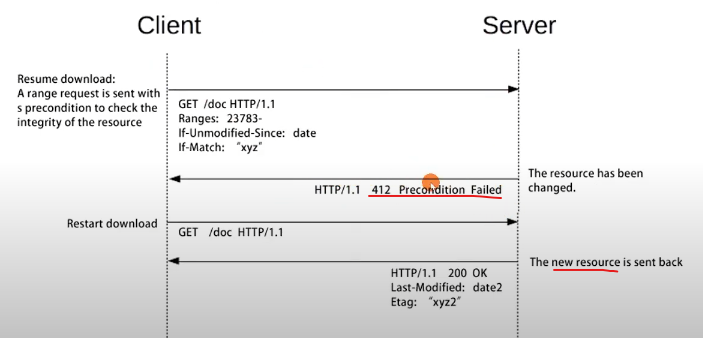 Client
Server
Resume download:
A range request is sent with
s precondition to check the
integrity of the resource
GET /doc HTTP/1.1
Ranges: 23783-
If-Unmodified-Since: date
If-Match: "xyz"
The resource has been
changed.
HTTP/1.1 412 Precondition Failed
Restart download
GET /doc HTTP/1.1
The new resource is sent back
HTTP/1.1 200 OK
Last-Modified: date2
Etag: "xyz2"